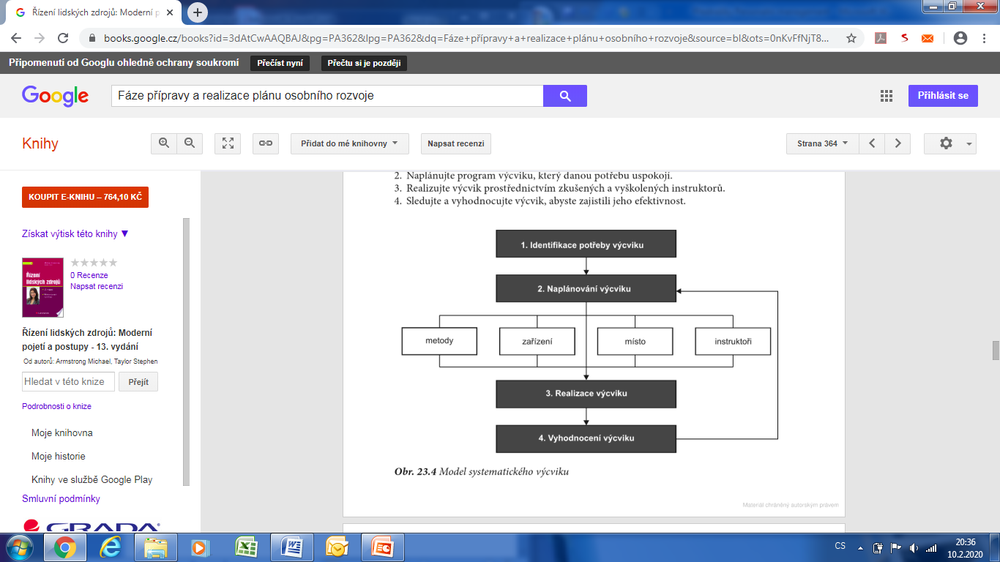 Řízení lidských zdrojů: Moderní p
books.google.cz/books?id=3dAtCwAAQBAJ&pg=PA362&lpg=PA362&dq=Fáze+přípravy+a+realizace+plánu+osobního+rozvoje&source=bl&ots=0nKvFfNjT8...
Připomenutí od Googlu ohledně ochrany soukromí
Přečíst nyní
Přečtu si je později
Google
Fáze přípravy a realizace plánu osobního rozvoje
Přihlásit se
Knihy
Přidat do mé knihovny
Napsat recenzi
Strana 364
KOUPIT E-KNIHU – 764,10 KČ
Získat výtisk této knihy ▼
0 Recenze
Napsat recenzi
Řízení lidských zdrojů: Moderní
pojetí a postupy - 13. vydání
Od autorů: Armstrong Michael, Taylor Stephen
Hledat v této knize
Přejít
Podrobnosti o knize
Moje knihovna
Moje historie
Knihy ve službě Google Play
Smluvní podmínky
GRADA
2. Naplánujte program výcviku, který danou potřebu uspokojí.
3. Realizujte výcvik prostřednictvím zkušených a vyškolených instruktorů.
4. Sledujte a vyhodnocujte výcvik, abyste zajistili jeho efektivnost.
1. Identifikace potřeby výcviku
2. Naplánování výcviku
metody
zařízení
místo
instruktoři
3. Realizace výcviku
4. Vyhodnocení výcviku
Obr. 23.4 Model systematického výcviku
Materiál chráněný autorským právem
CS
20:36
10.2.2020